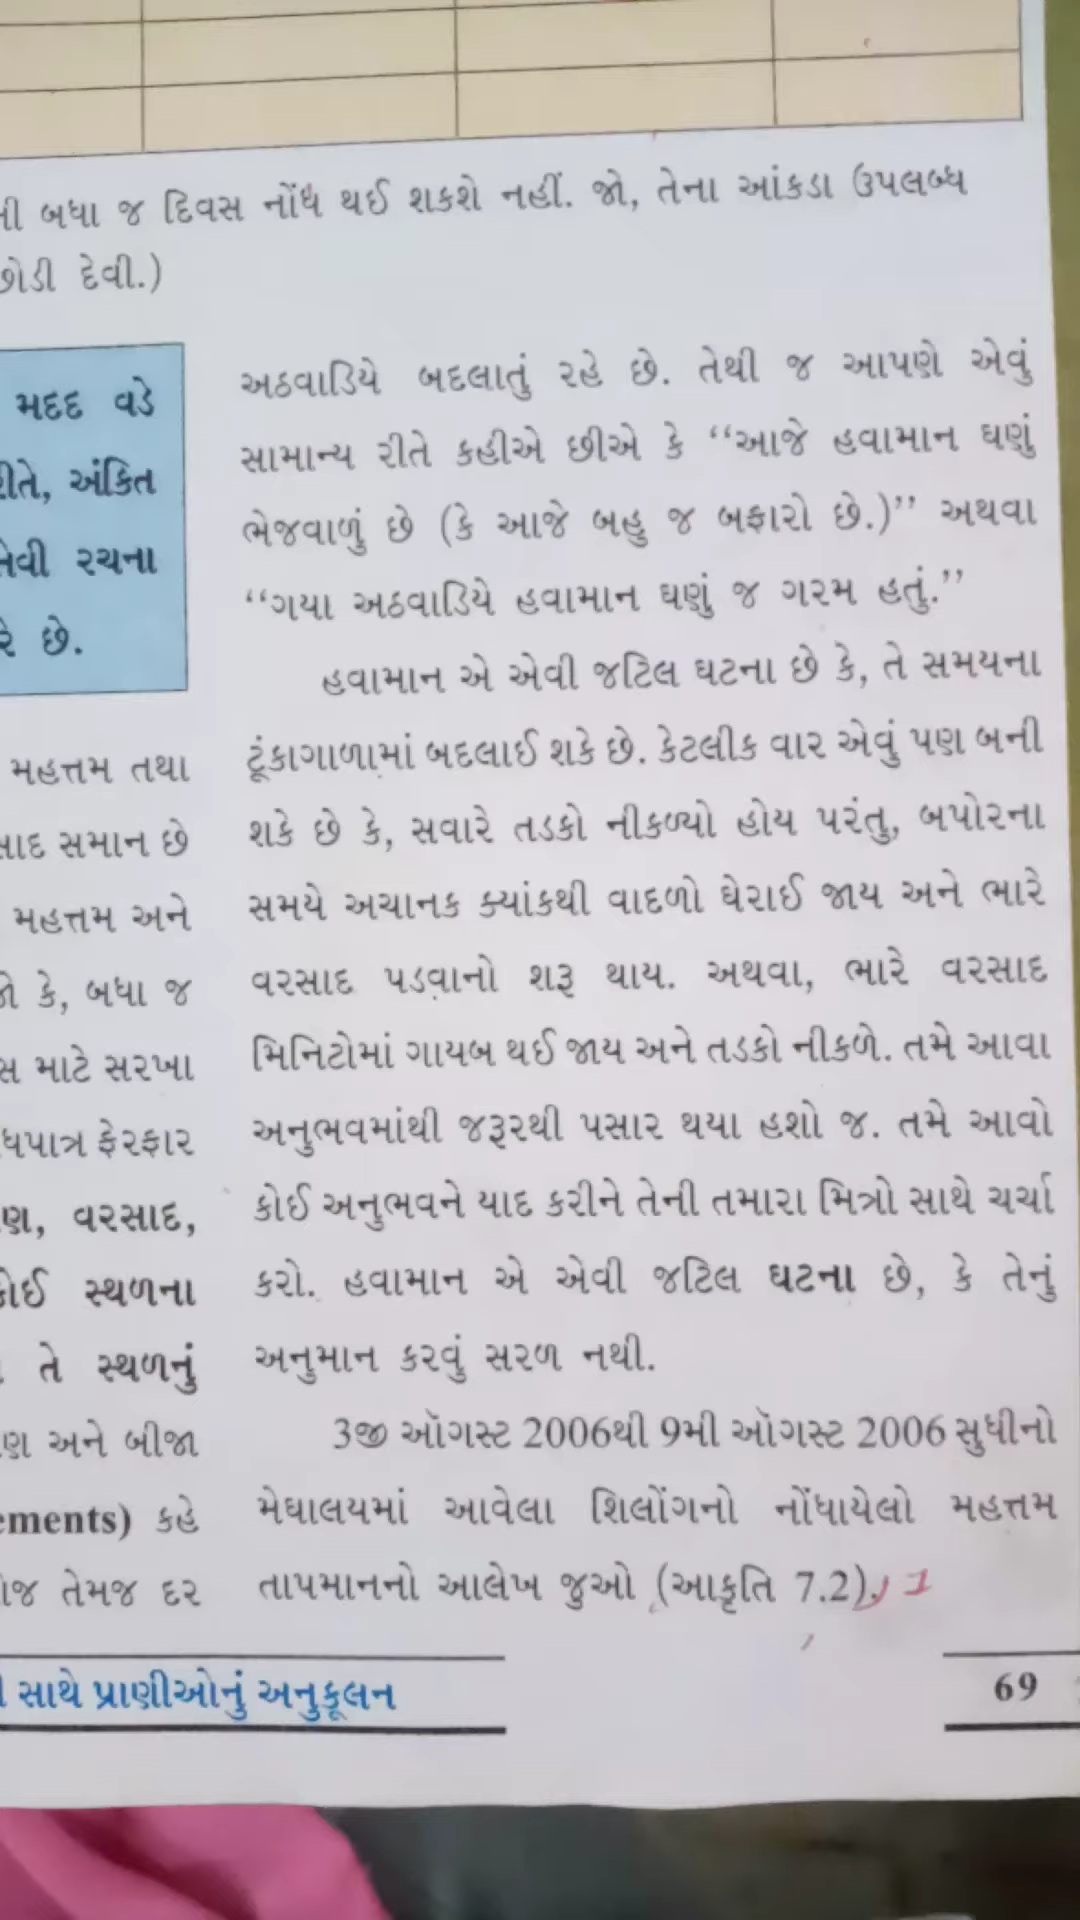 બધા જ દિવસ નોંધ થઈ શકશે નહીં. જો, તેના આંકડા ઉપલબ્ધ
છોડી દેવી.)
મદદ વડે
રીતે, અંકિત
રચના
છે.
મહત્તમ તથા
સમાન છે
મહત્તમ અને
કે, બધા જ
માટે સરખા
ફેરફાર
વરસાદ,
સ્થળના
તે સ્થળનું
અને બીજા
ements) કહે
તેમજ દર
અઠવાડિયે બદલાતું રહે છે. તેથી જ આપણે એવું
સામાન્ય રીતે કહીએ છીએ કે “આજે હવામાન ઘણું
ભેજવાળું છે (કે આજે બહુ જ બફારો છે.)” અથવા
“ગયા અઠવાડિયે હવામાન ઘણું જ ગરમ હતું.”
હવામાન એ એવી જટિલ ઘટના છે કે, તે સમયના
ટૂંકાગાળામાં બદલાઈ શકે છે. કેટલીક વાર એવું પણ બની
શકે છે કે, સવારે તડકો નીકળ્યો હોય પરંતુ, બપોરના
સમયે અચાનક ક્યાંકથી વાદળો ઘેરાઈ જાય અને ભારે
વરસાદ પડવાનો શરૂ થાય. અથવા, ભારે વરસાદ
મિનિટોમાં ગાયબ થઈ જાય અને તડકો નીકળે. તમે આવા
અનુભવમાંથી જરૂરથી પસાર થયા હશો જ. તમે આવો
કોઈ અનુભવને યાદ કરીને તેની તમારા મિત્રો સાથે ચર્ચા
કરો. હવામાન એ એવી જટિલ ઘટના છે, કે તેનું
અનુમાન કરવું સરળ નથી.
3જી ઑગસ્ટ 2006થી 9મી ઑગસ્ટ 2006 સુધીનો
મેઘાલયમાં આવેલા શિલોંગનો નોંધાયેલો મહત્તમ
તાપમાનનો આલેખ જુઓ (આકૃતિ 7.2).
સાથે પ્રાણીઓનું અનુકૂલન
69